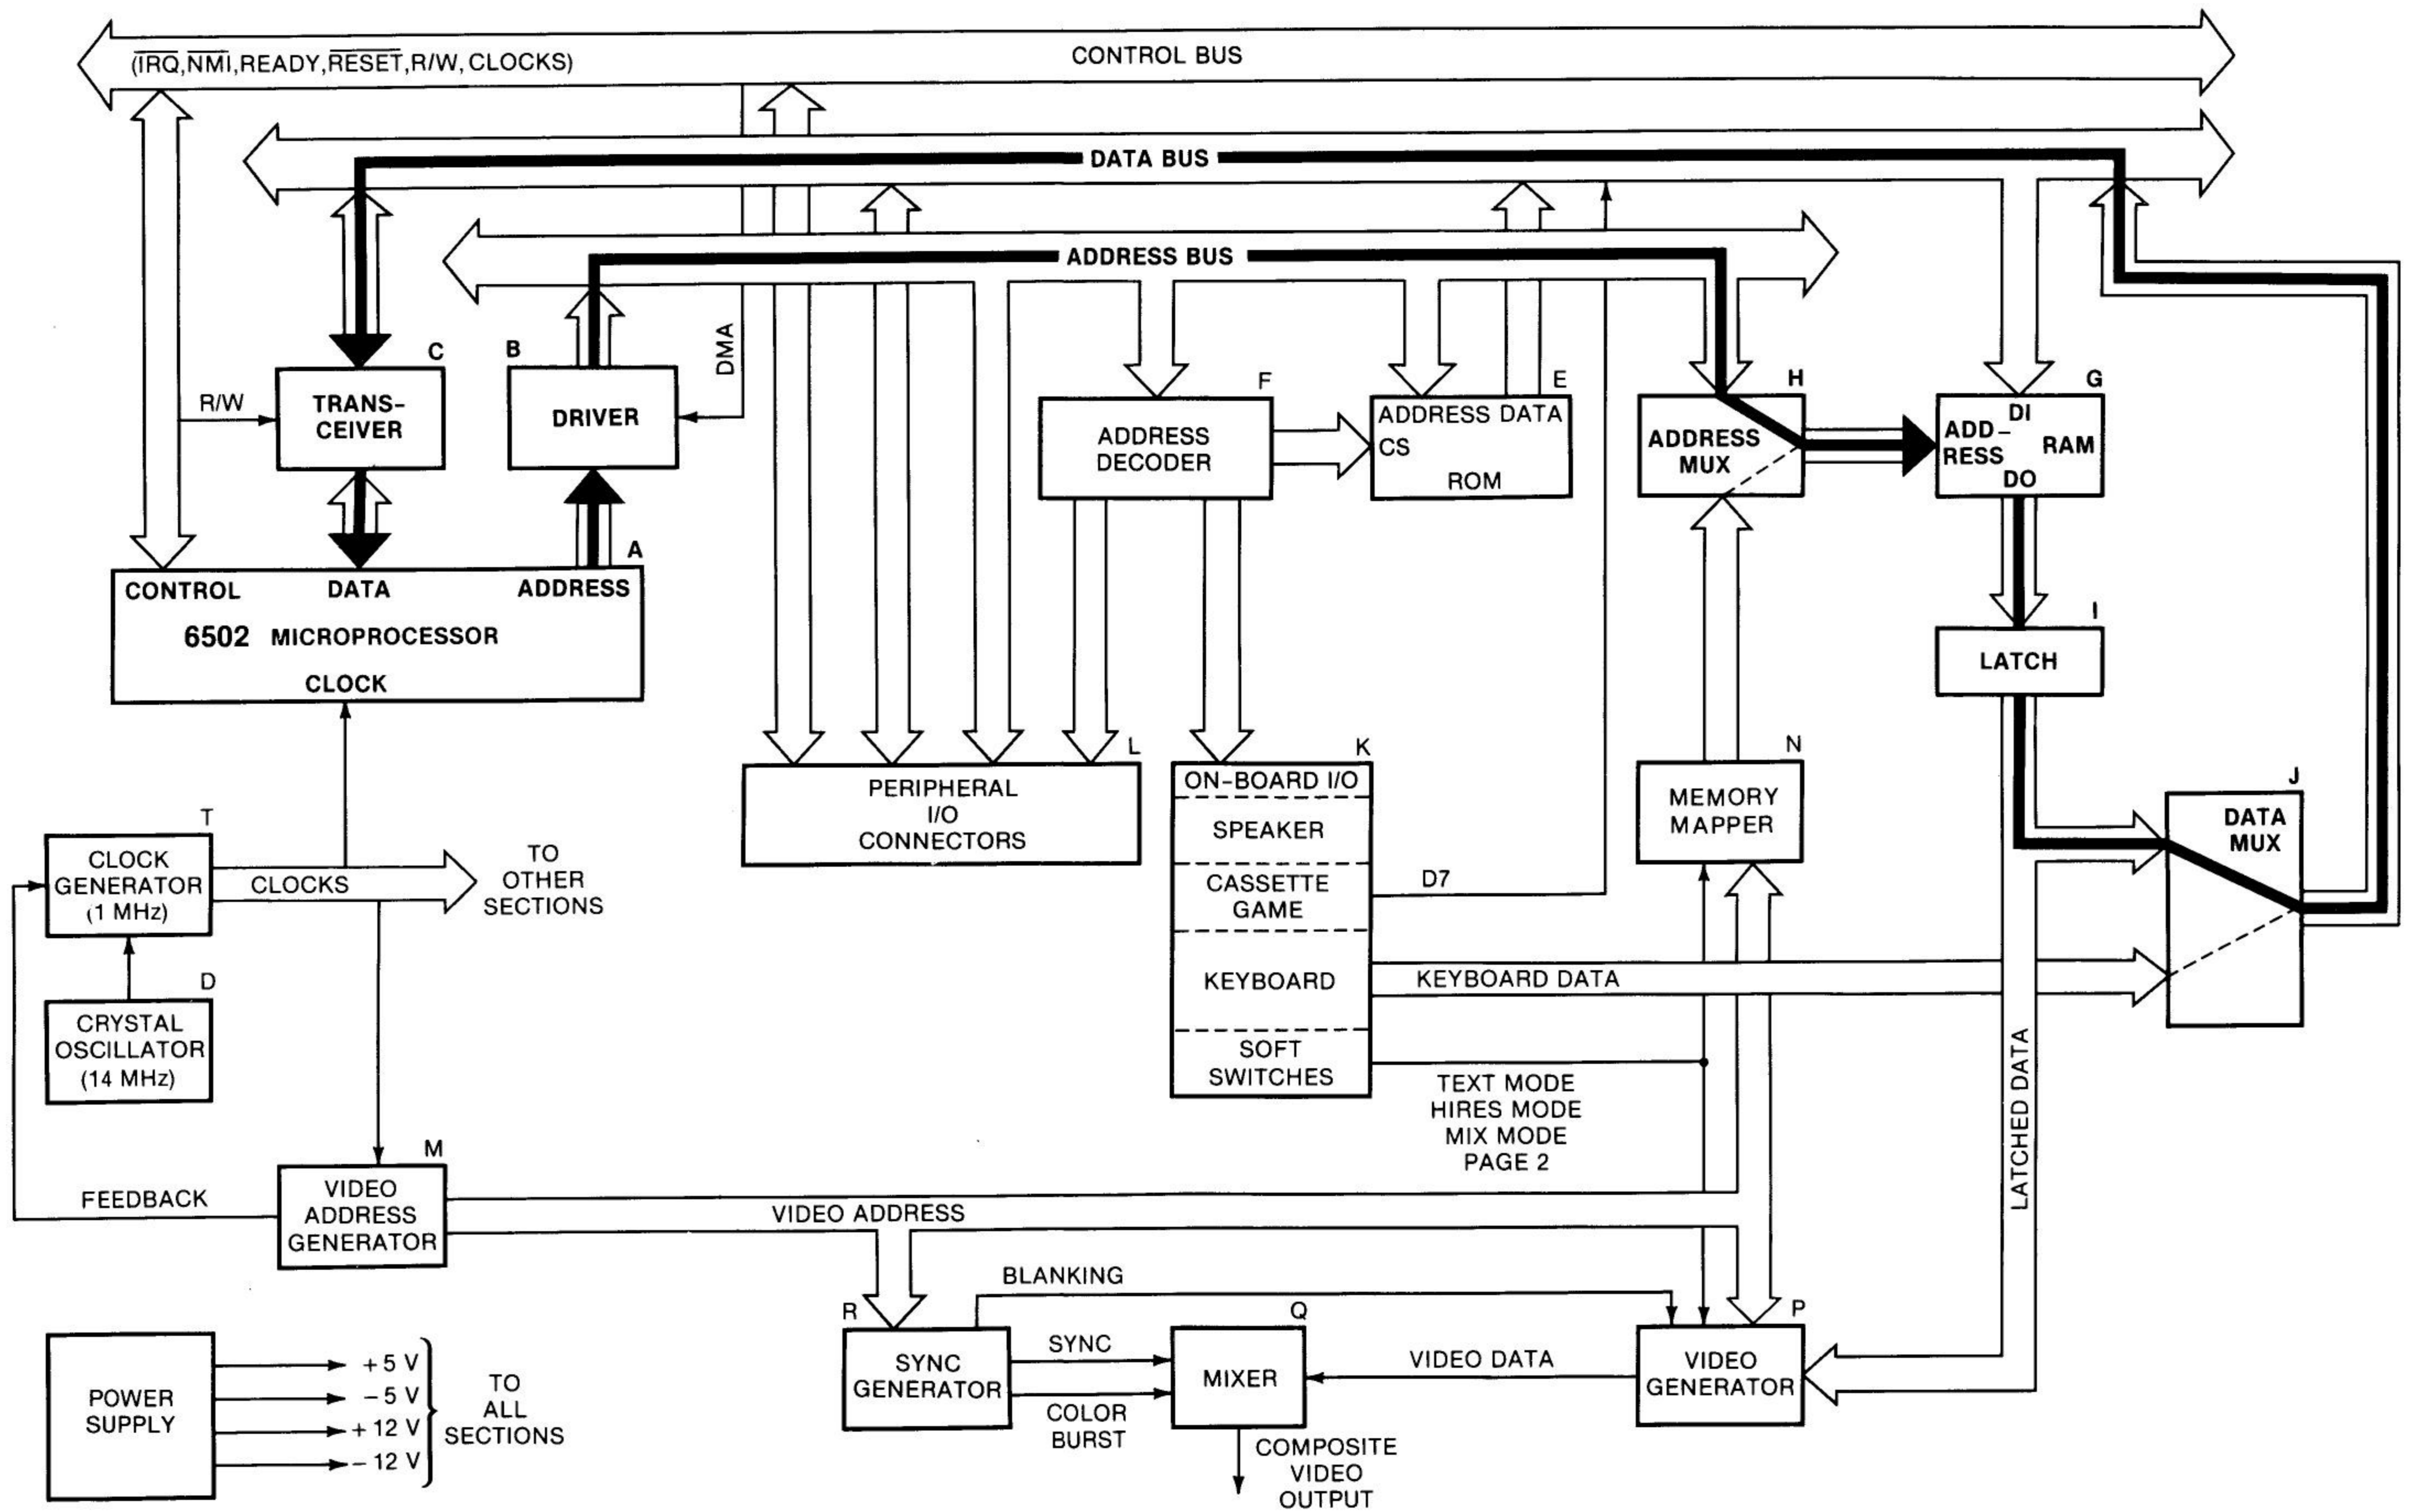 (IRQ,NMI,READY,RESET,R/W,CLOCKS)
CONTROL BUS
DATA BUS
ADDRESS BUS
C
B
DMA
R/W
TRANS-
CEIVER
DRIVER
F
E
H
G
ADDRESS
DECODER
ADDRESS DATA
CS
ROM
ADDRESS
MUX
DI
ADD-
RESS
RAM
DO
A
CONTROL
DATA
ADDRESS
6502 MICROPROCESSOR
CLOCK
I
LATCH
L
PERIPHERAL
I/O
CONNECTORS
K
ON-BOARD I/O
SPEAKER
CASSETTE
GAME
KEYBOARD
SOFT
SWITCHES
D7
KEYBOARD DATA
TEXT MODE
HIRES MODE
MIX MODE
PAGE 2
N
MEMORY
MAPPER
J
DATA
MUX
LATCHED DATA
T
CLOCK
GENERATOR
(1 MHz)
CLOCKS
TO
OTHER
SECTIONS
D
CRYSTAL
OSCILLATOR
(14 MHz)
M
VIDEO
ADDRESS
GENERATOR
FEEDBACK
VIDEO ADDRESS
BLANKING
R
SYNC
GENERATOR
SYNC
COLOR
BURST
Q
MIXER
VIDEO DATA
P
VIDEO
GENERATOR
COMPOSITE
VIDEO
OUTPUT
POWER
SUPPLY
+5 V
-5 V
+12 V
-12 V
TO
ALL
SECTIONS